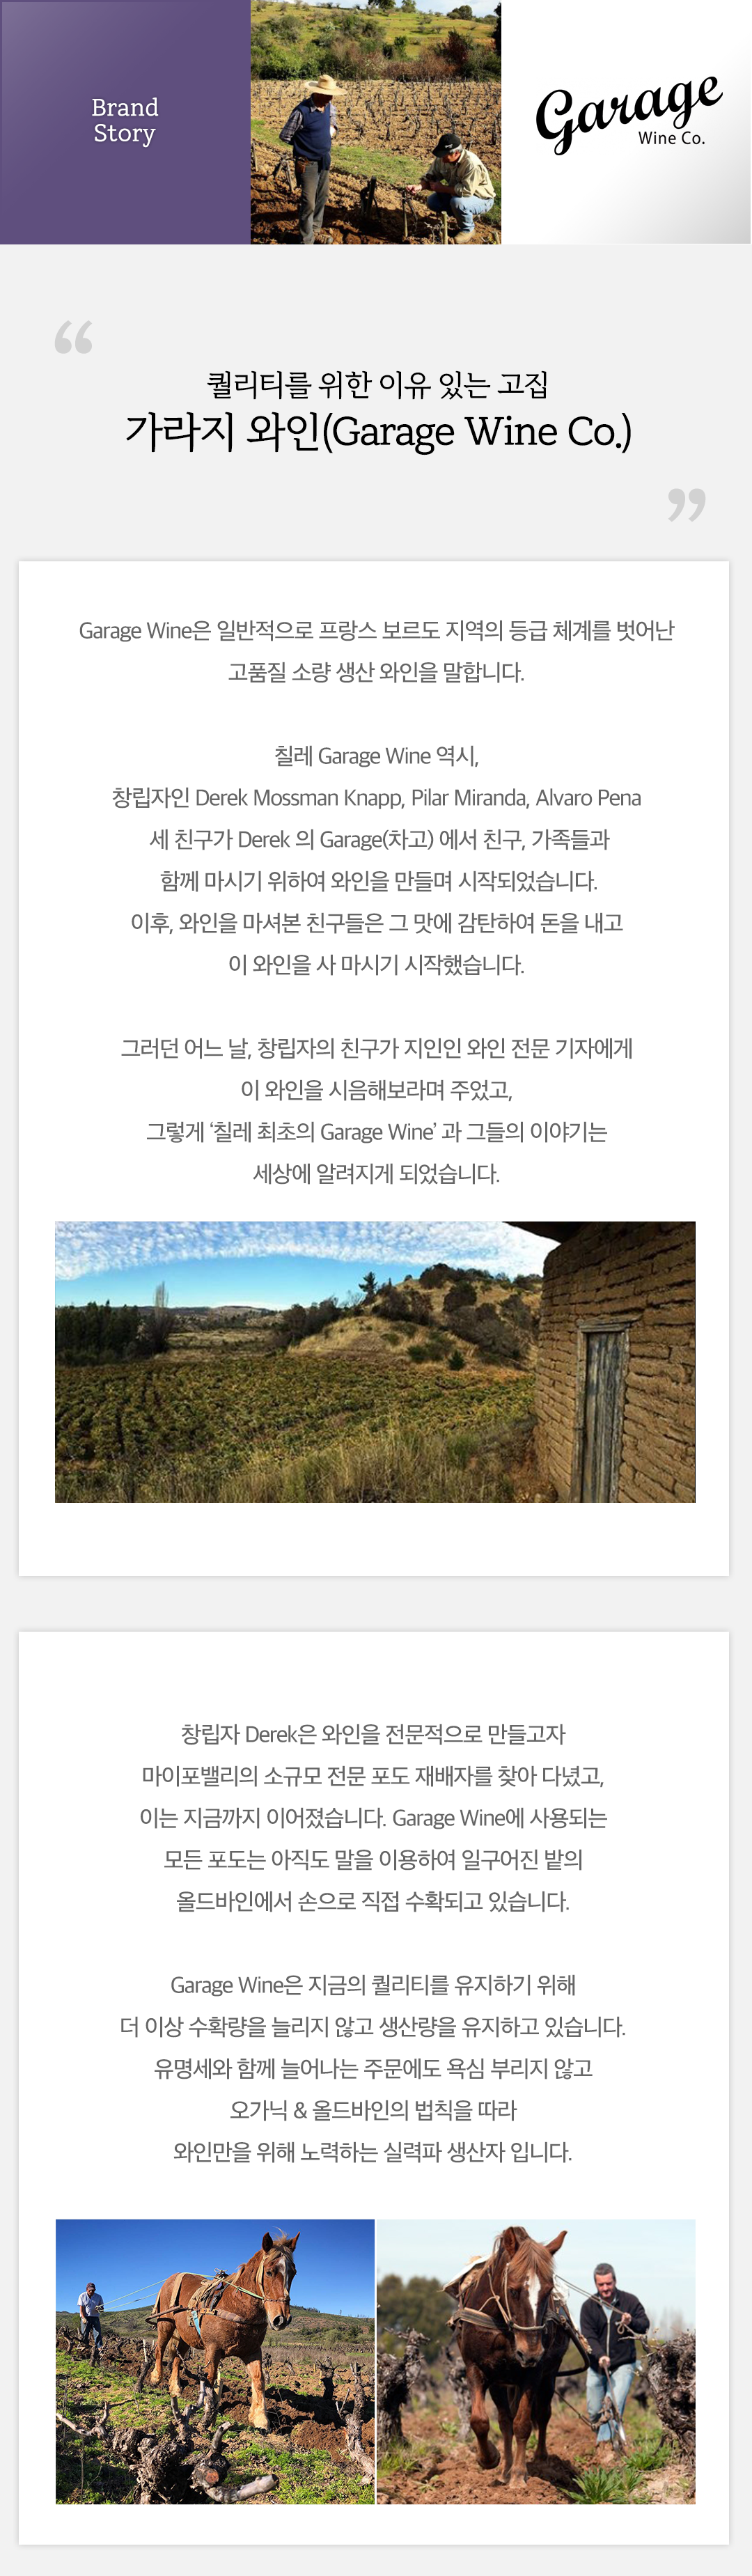 Brand
Story
Garage
Wine Co.
“
퀄리티를 위한 이유 있는 고집
가라지 와인(Garage Wine Co.)
”
Garage Wine은 일반적으로 프랑스 보르도 지역의 등급 체계를 벗어난
고품질 소량 생산 와인을 말합니다.
칠레 Garage Wine 역시,
창립자인 Derek Mossman Knapp, Pilar Miranda, Alvaro Pena
세 친구가 Derek 의 Garage(차고) 에서 친구, 가족들과
함께 마시기 위하여 와인을 만들며 시작되었습니다.
이후, 와인을 마셔본 친구들은 그 맛에 감탄하여 돈을 내고
이 와인을 사 마시기 시작했습니다.
그러던 어느 날, 창립자의 친구가 지인인 와인 전문 기자에게
이 와인을 시음해보라며 주었고,
그렇게 ‘칠레 최초의 Garage Wine’ 과 그들의 이야기는
세상에 알려지게 되었습니다.
창립자 Derek은 와인을 전문적으로 만들고자
마이포밸리의 소규모 전문 포도 재배자를 찾아 다녔고,
이는 지금까지 이어졌습니다. Garage Wine에 사용되는
모든 포도는 아직도 말을 이용하여 일구어진 밭의
올드바인에서 손으로 직접 수확되고 있습니다.
Garage Wine은 지금의 퀄리티를 유지하기 위해
더 이상 수확량을 늘리지 않고 생산량을 유지하고 있습니다.
유명세와 함께 늘어나는 주문에도 욕심 부리지 않고
오가닉 & 올드바인의 법칙을 따라
와인만을 위해 노력하는 실력파 생산자 입니다.